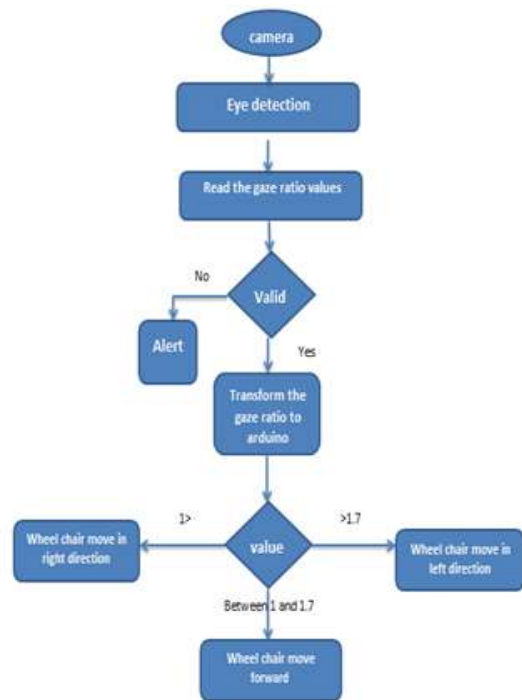 camera
Eye detection
Read the gaze ratio values
No
Valid
Alert
Yes
Transform the
gaze ratio to
arduino
1>
>1.7
Wheel chair move in
right direction
value
Wheel chair move in
left direction
Between 1 and 1.7
Wheel chair move
forward